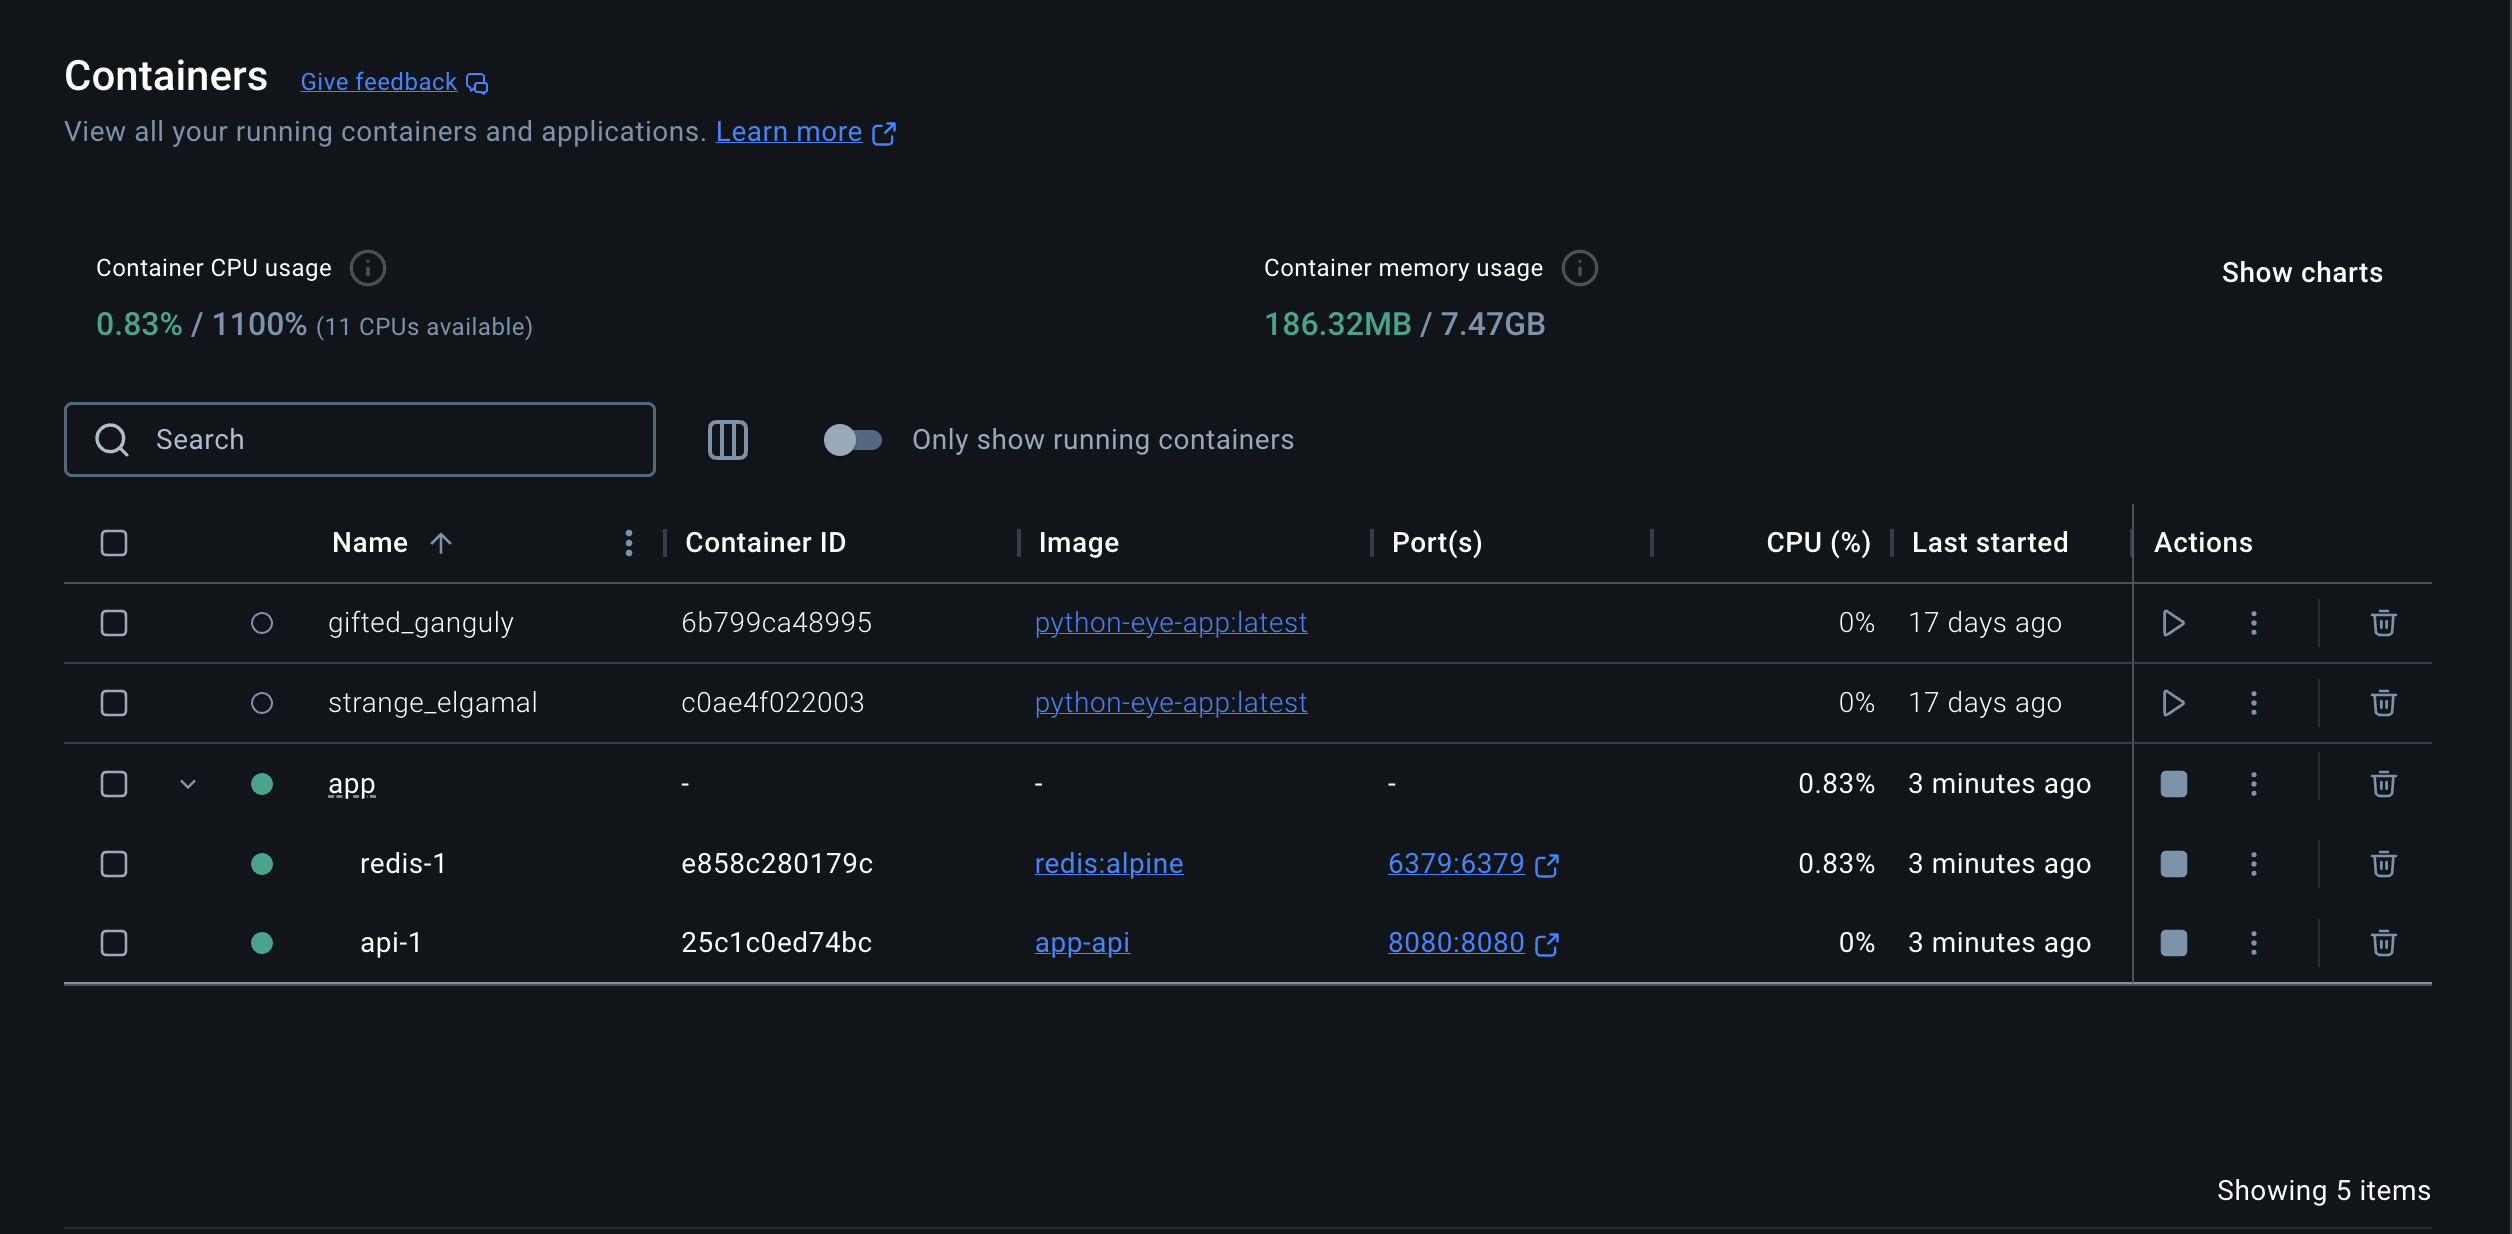 Containers Give feedback
View all your running containers and applications. Learn more
Container CPU usage
0.83% / 1100% (11 CPUs available)
Container memory usage
186.32MB / 7.47GB
Show charts
Search
Only show running containers
Name Container ID Image Port(s) CPU (%) Last started Actions
gifted_ganguly 6b799ca48995 python-eye-app:latest 0% 17 days ago
strange_elgamal c0ae4f022003 python-eye-app:latest 0% 17 days ago
app - - - 0.83% 3 minutes ago
redis-1 e858c280179c redis:alpine 6379:6379 0.83% 3 minutes ago
api-1 25c1c0ed74bc app-api 8080:8080 0% 3 minutes ago
Showing 5 items